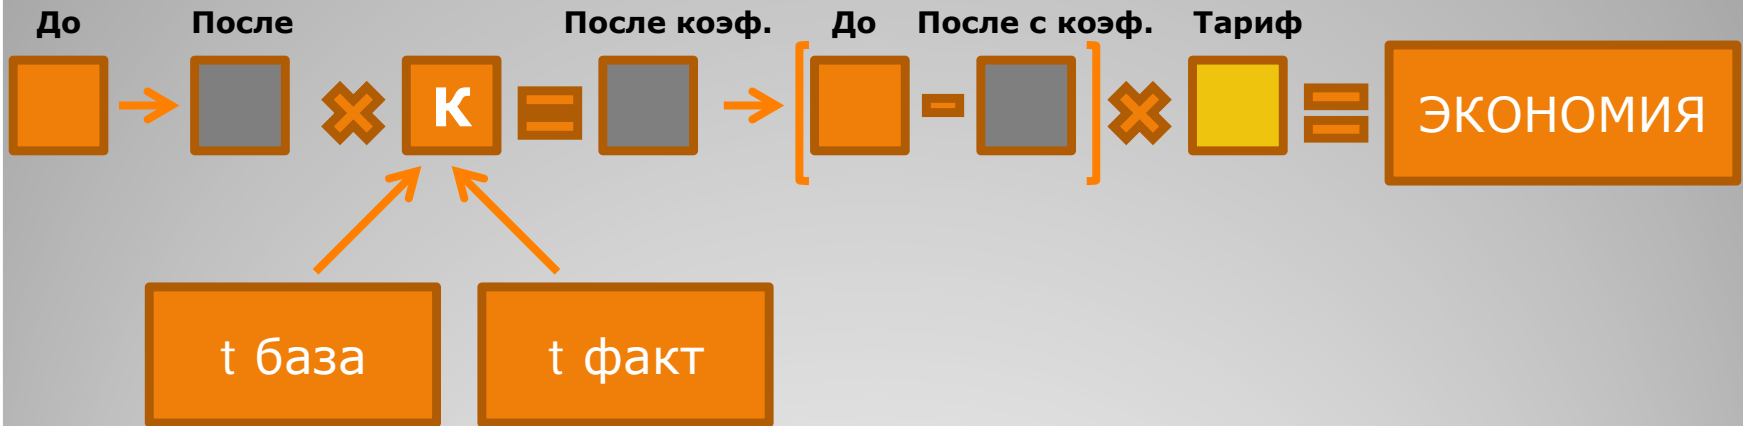 До После После коэф. До После с коэф. Тариф
К ЭКОНОМИЯ
t база t факт